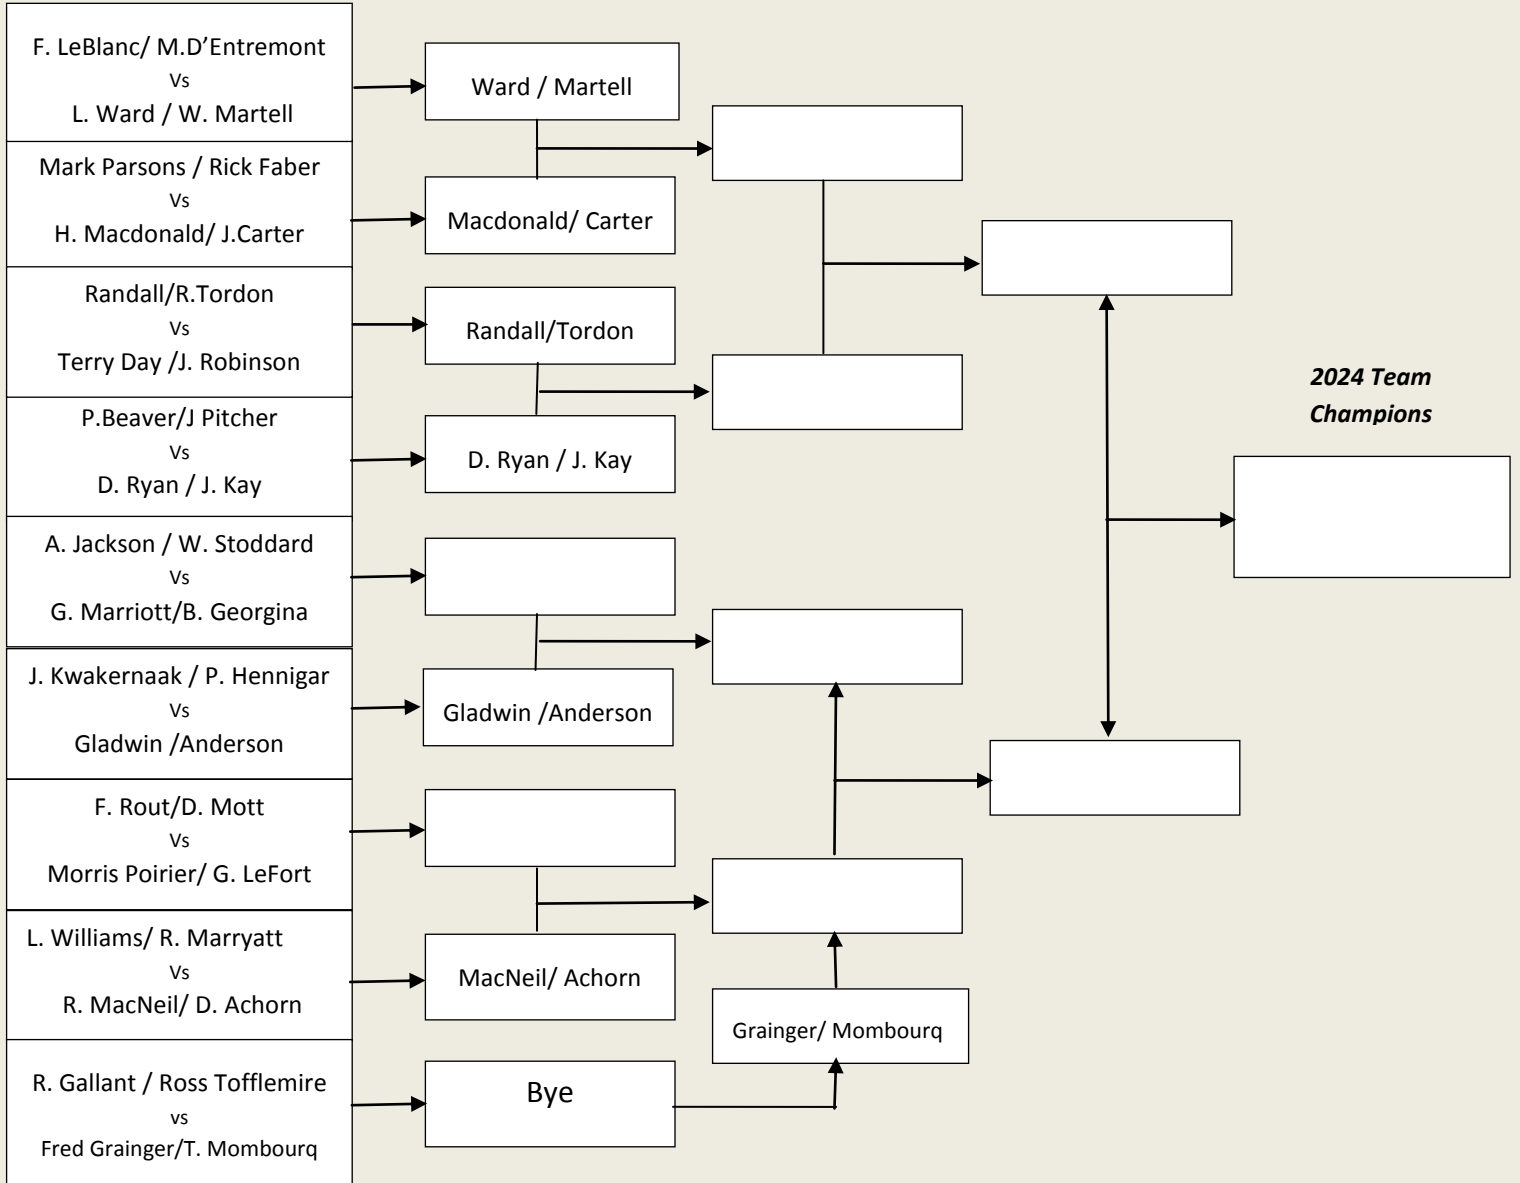 F. LeBlanc/ M.D’Entremont
Vs
L. Ward / W. Martell
Mark Parsons / Rick Faber
Vs
H. Macdonald/ J.Carter
Randall/R.Tordon
Vs
Terry Day /J. Robinson
P.Beaver/J Pitcher
Vs
D. Ryan / J. Kay
A. Jackson / W. Stoddard
Vs
G. Marriott/B. Georgina
J. Kwakernaak / P. Hennigar
Vs
Gladwin /Anderson
F. Rout/D. Mott
Vs
Morris Poirier/ G. LeFort
L. Williams/ R. Marryatt
Vs
R. MacNeil/ D. Achorn
R. Gallant / Ross Tofflemire
vs
Fred Grainger/T. Mombourq
Ward / Martell
Macdonald/ Carter
Randall/Tordon
D. Ryan / J. Kay
Gladwin /Anderson
MacNeil/ Achorn
Bye
Grainger/ Mombourq
2024 Team
Champions